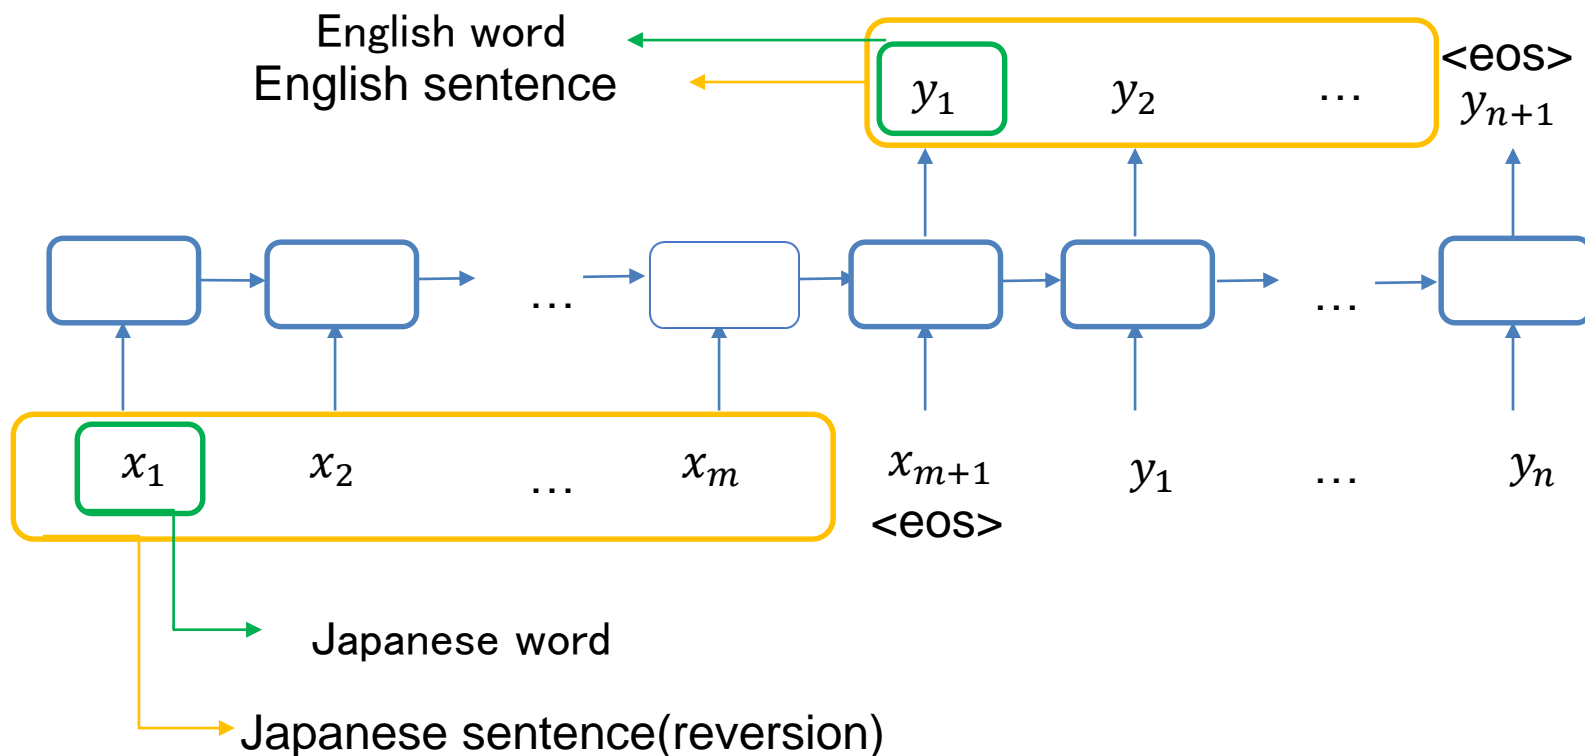 English word
English sentence
<eos>
y₁ y₂ … yₙ₊₁
… …
x₁ x₂ … xₘ xₘ₊₁ y₁ … yₙ
<eos>
Japanese word
Japanese sentence(reversion)